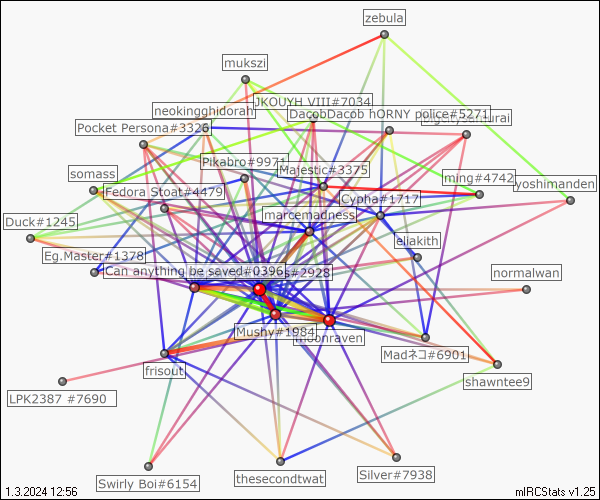 zebula
mukszi
JKOUYH VIII#7034
neokingghidorah
DacobDacob hORNY police#5271
Pocket Persona#3326
Pikabro#9971
Majestic#3375
somass
ming#4742
yoshimanden
Fedora Stoat#4479
Cypha#1717
marcemadness
Duck#1245
eliakith
Eg.Master#1378
Can anything be saved#0396
#2928
normalwan
Mushy#1984
moonraven
Madネコ#6901
frisout
shawntee9
LPK2387 #7690
Swirly Boi#6154
thesecondtwat
Silver#7938
1.3.2024 12:56
mIRCStats v1.25